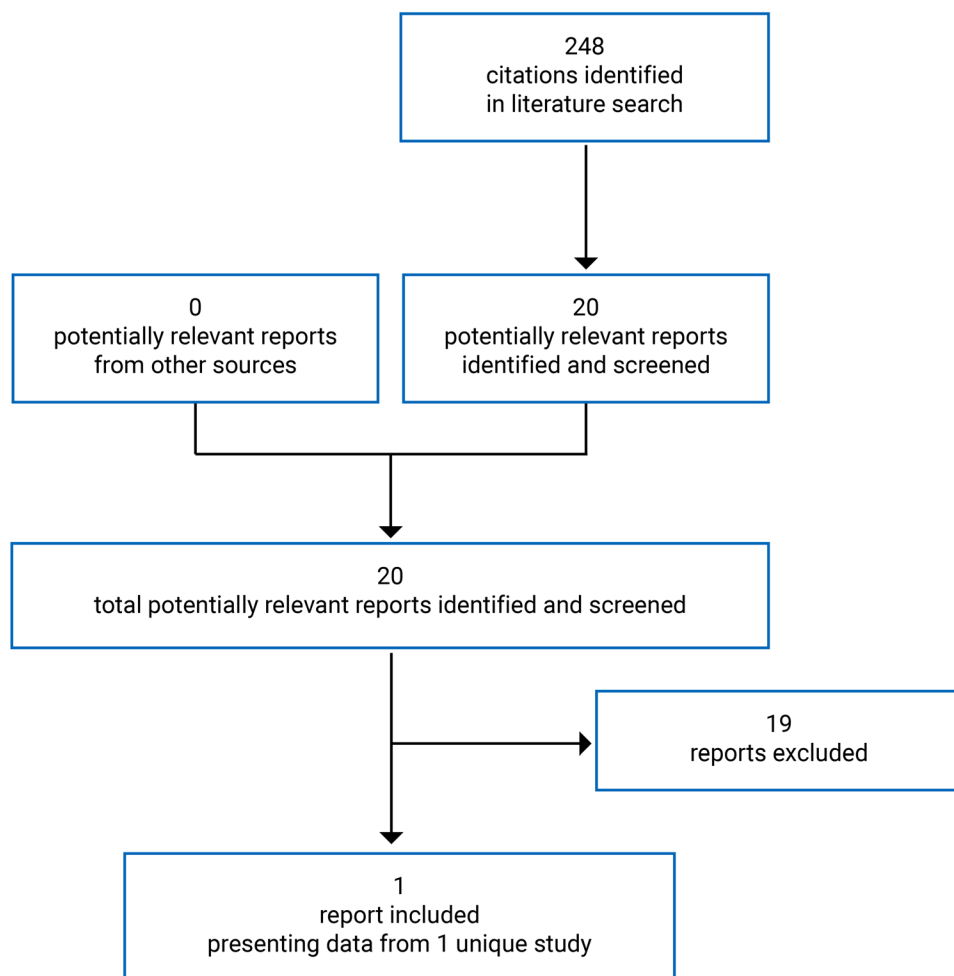 248
citations identified
in literature search
0
potentially relevant reports
from other sources
20
potentially relevant reports
identified and screened
20
total potentially relevant reports identified and screened
19
reports excluded
1
report included
presenting data from 1 unique study